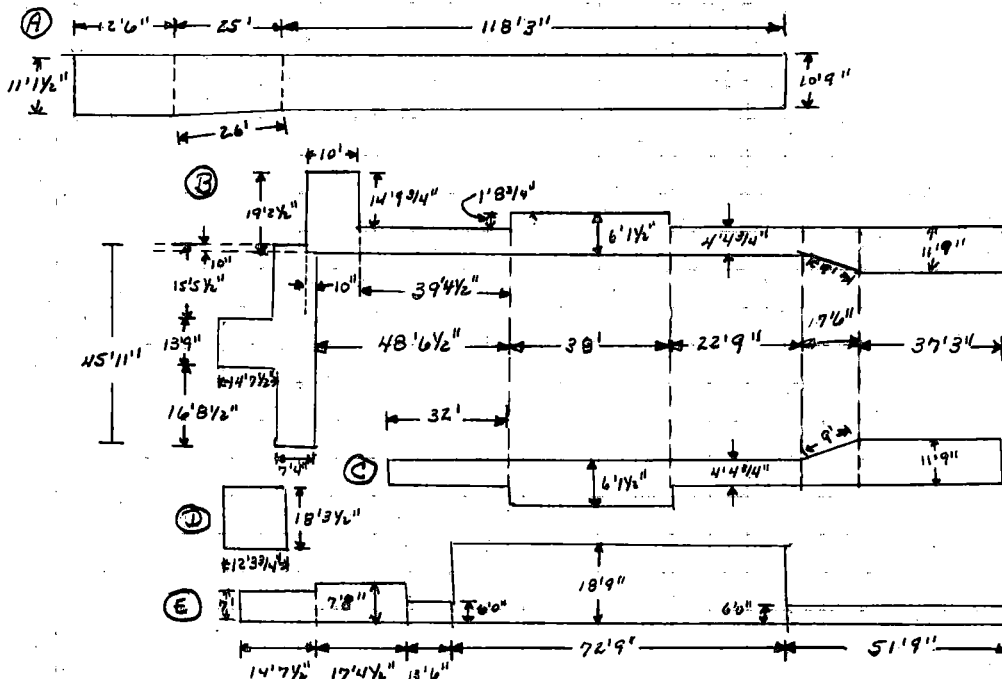 A
12'6" 25' 118'3"
11'1½" 10'9"
26'
B
10'
19'2½" 14'9¾" 1'8¾"
6'1½" 4'4¾" 11'9"
10"
15'5½"
10" 39'4½"
13'9" 17'6"
45'11" 48'6½" 38' 22'9" 37'3"
14'7½"
16'8½" 32'
9'
7'4" C 6'1½" 4'4¾" 11'9"
D 18'3½"
12'3¾"
E 7' 7'8" 6'0" 18'9" 6'0"
14'7½" 17'4½" 13'6" 72'9" 51'9"